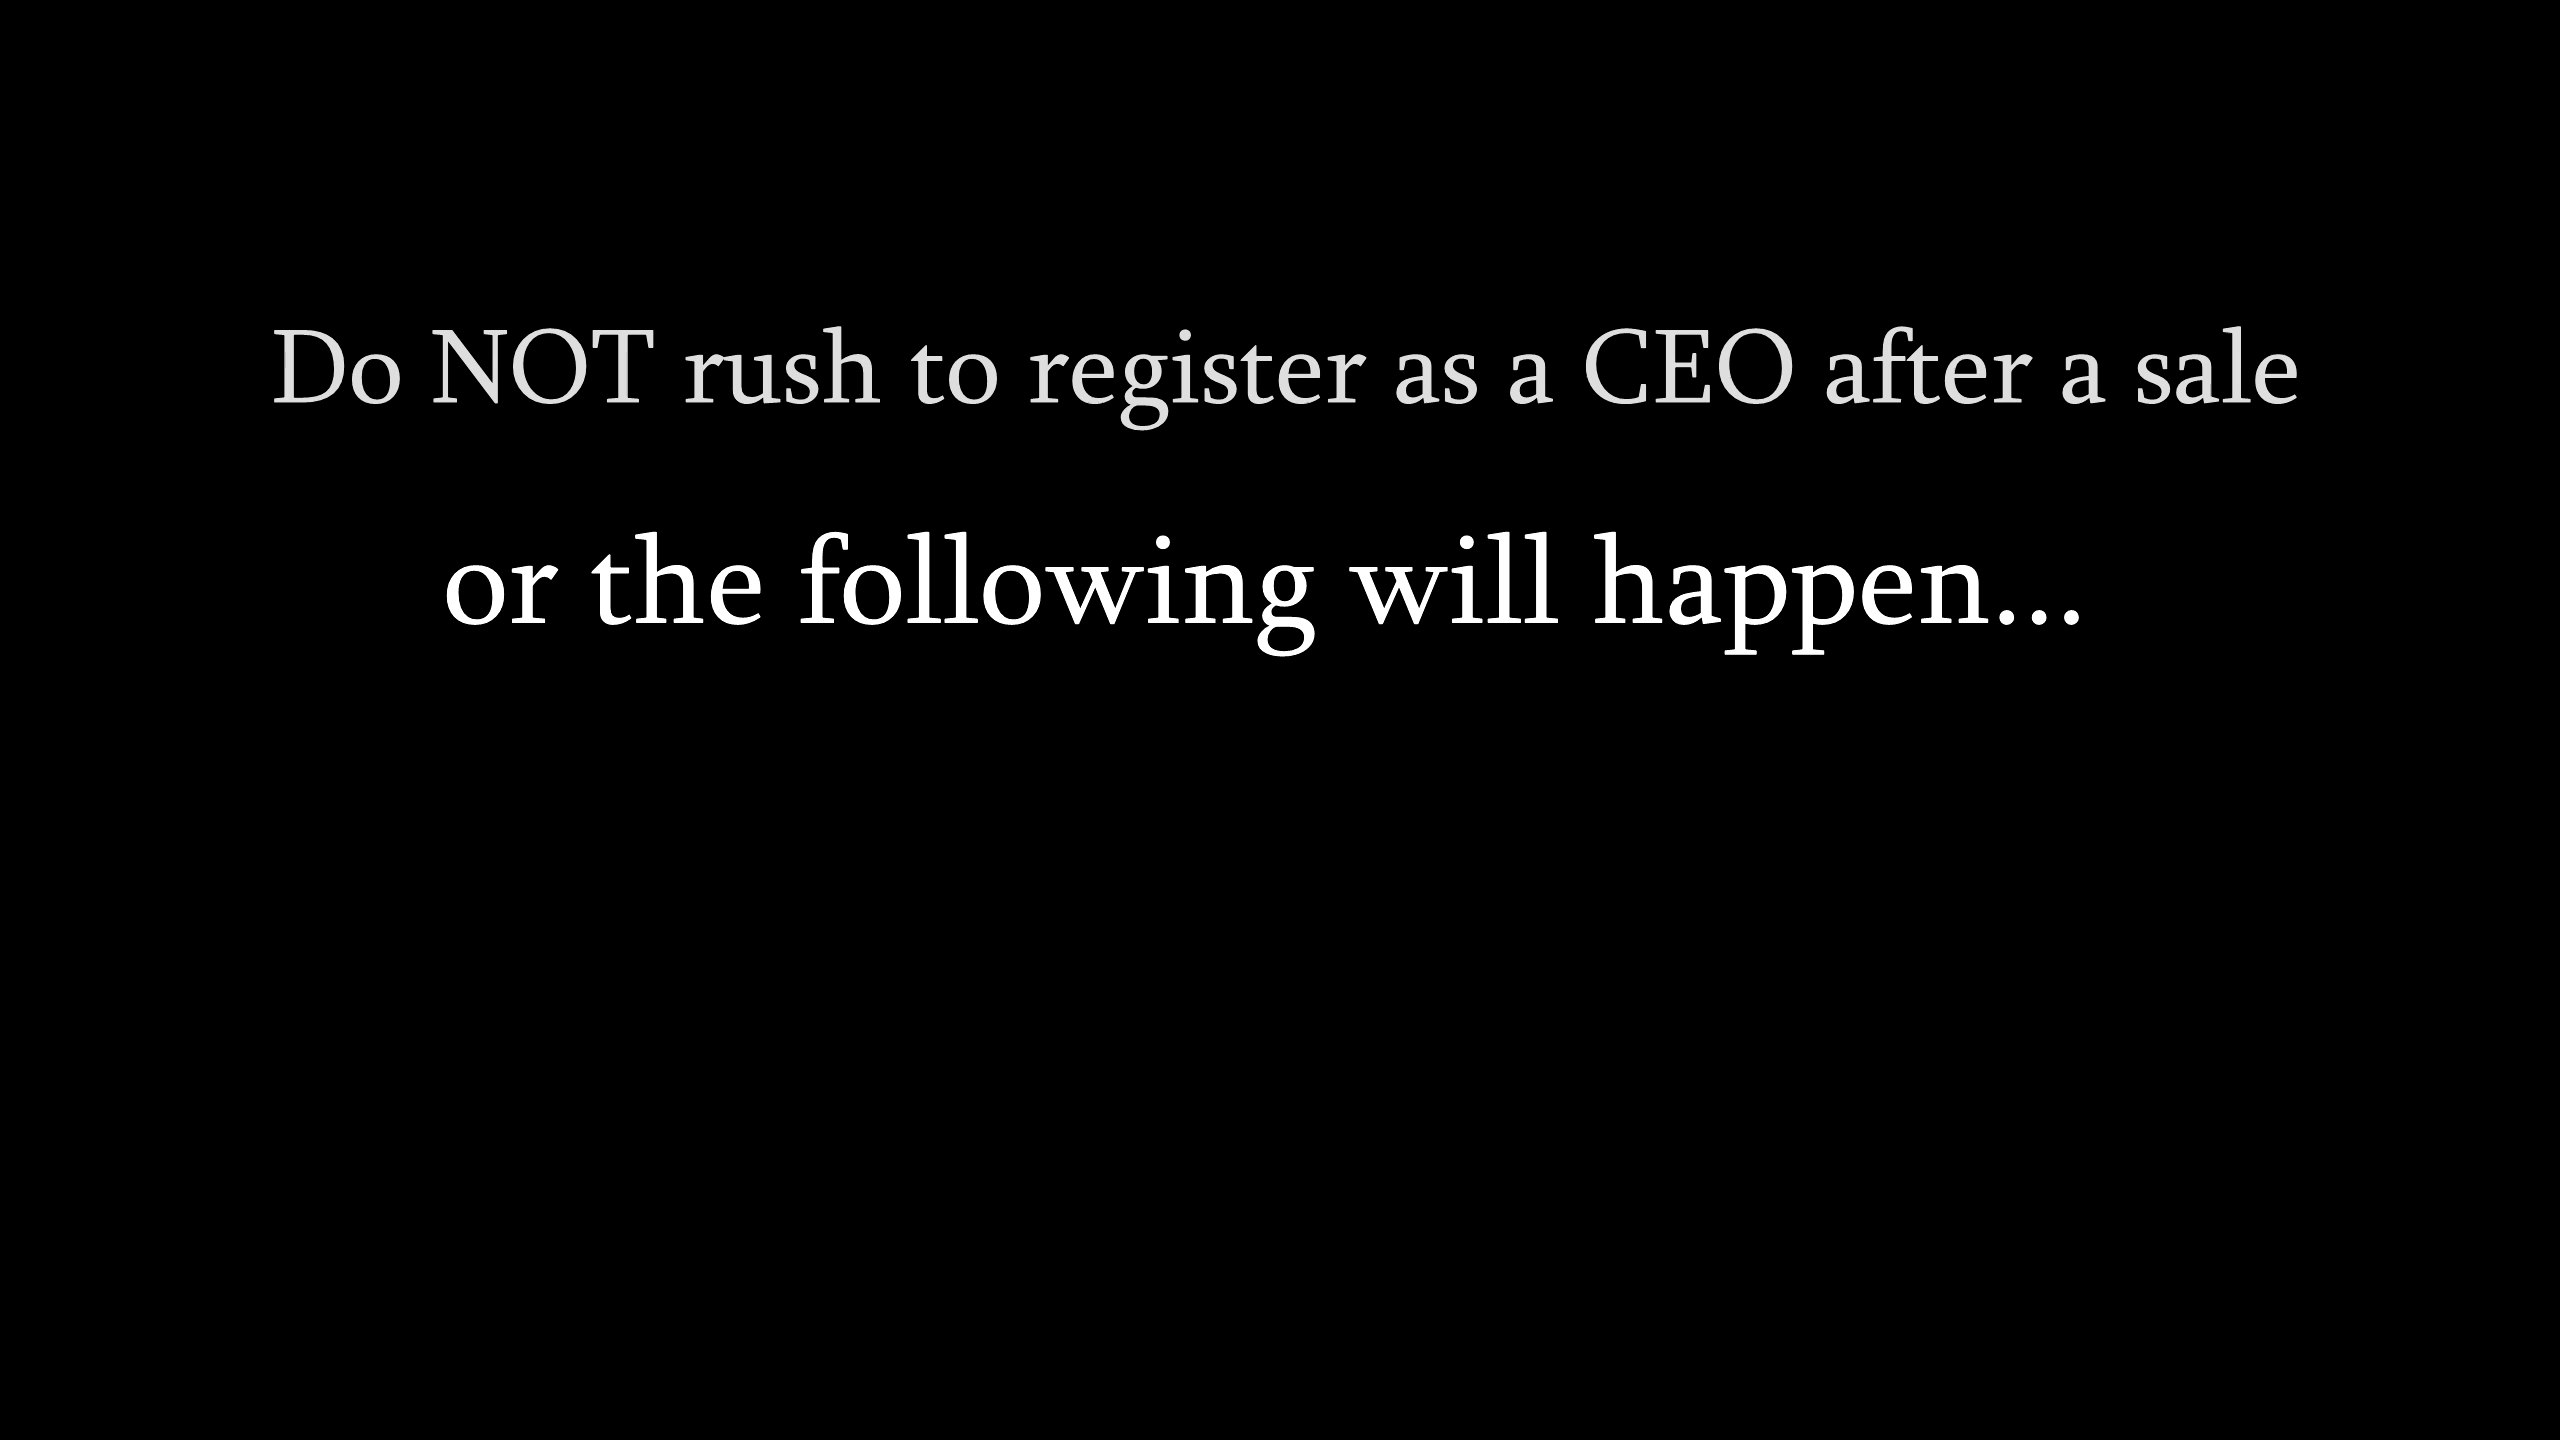 Do NOT rush to register as a CEO after a sale
or the following will happen...